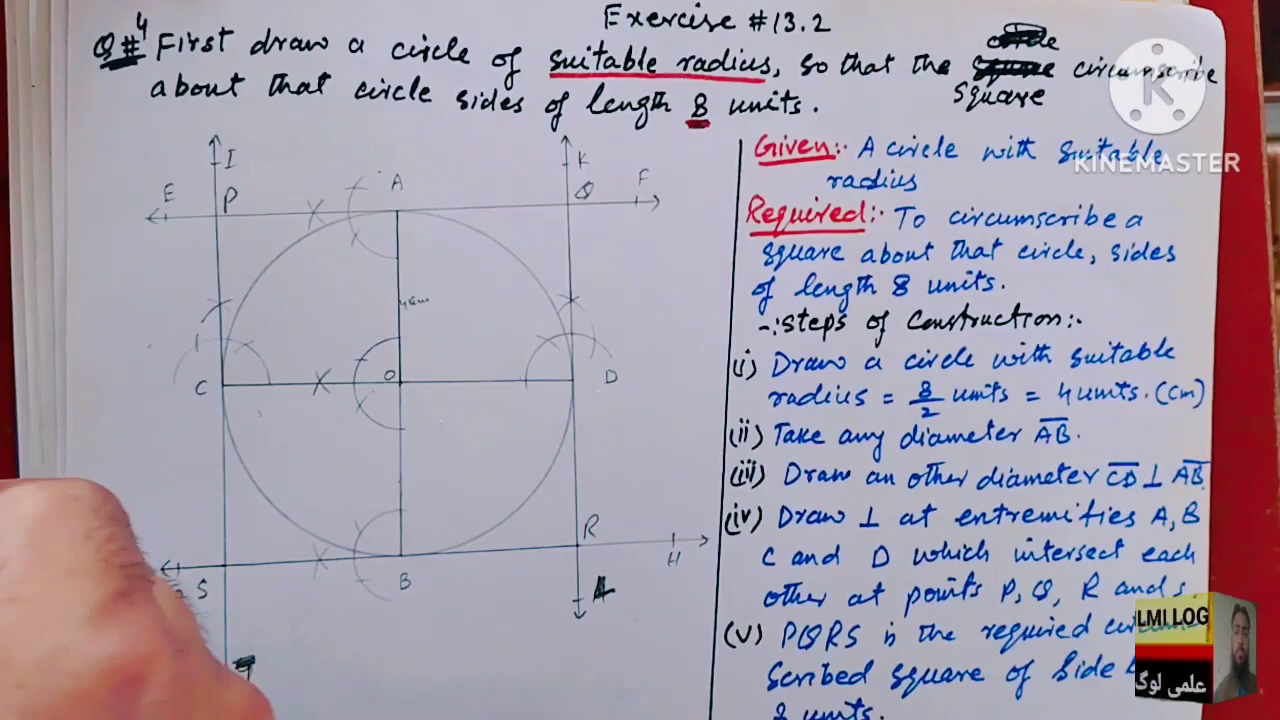 Exercise #13.2
Q#4 First draw a circle of suitable radius, so that the circumscribe
square
about that circle sides of length 8 units.
K
KINEMASTER
I
K
E
P
A
Q
F
4cm
C
O
D
S
B
R
H
Given:- A circle with suitable
radius
Required:- To circumscribe a
square about that circle, sides
of length 8 units.
-:Steps of Construction:-
(i) Draw a circle with suitable
radius = 8/2 units = 4 units. (cm)
(ii) Take any diameter AB.
(iii) Draw an other diameter CD ⊥ AB.
(iv) Draw ⊥ at entremities A, B
C and D which intersect each
other at points P, Q, R and S.
(v) PQRS is the required circum-
scribed square of side
8 units.
LMI LOG
علمی لوگ